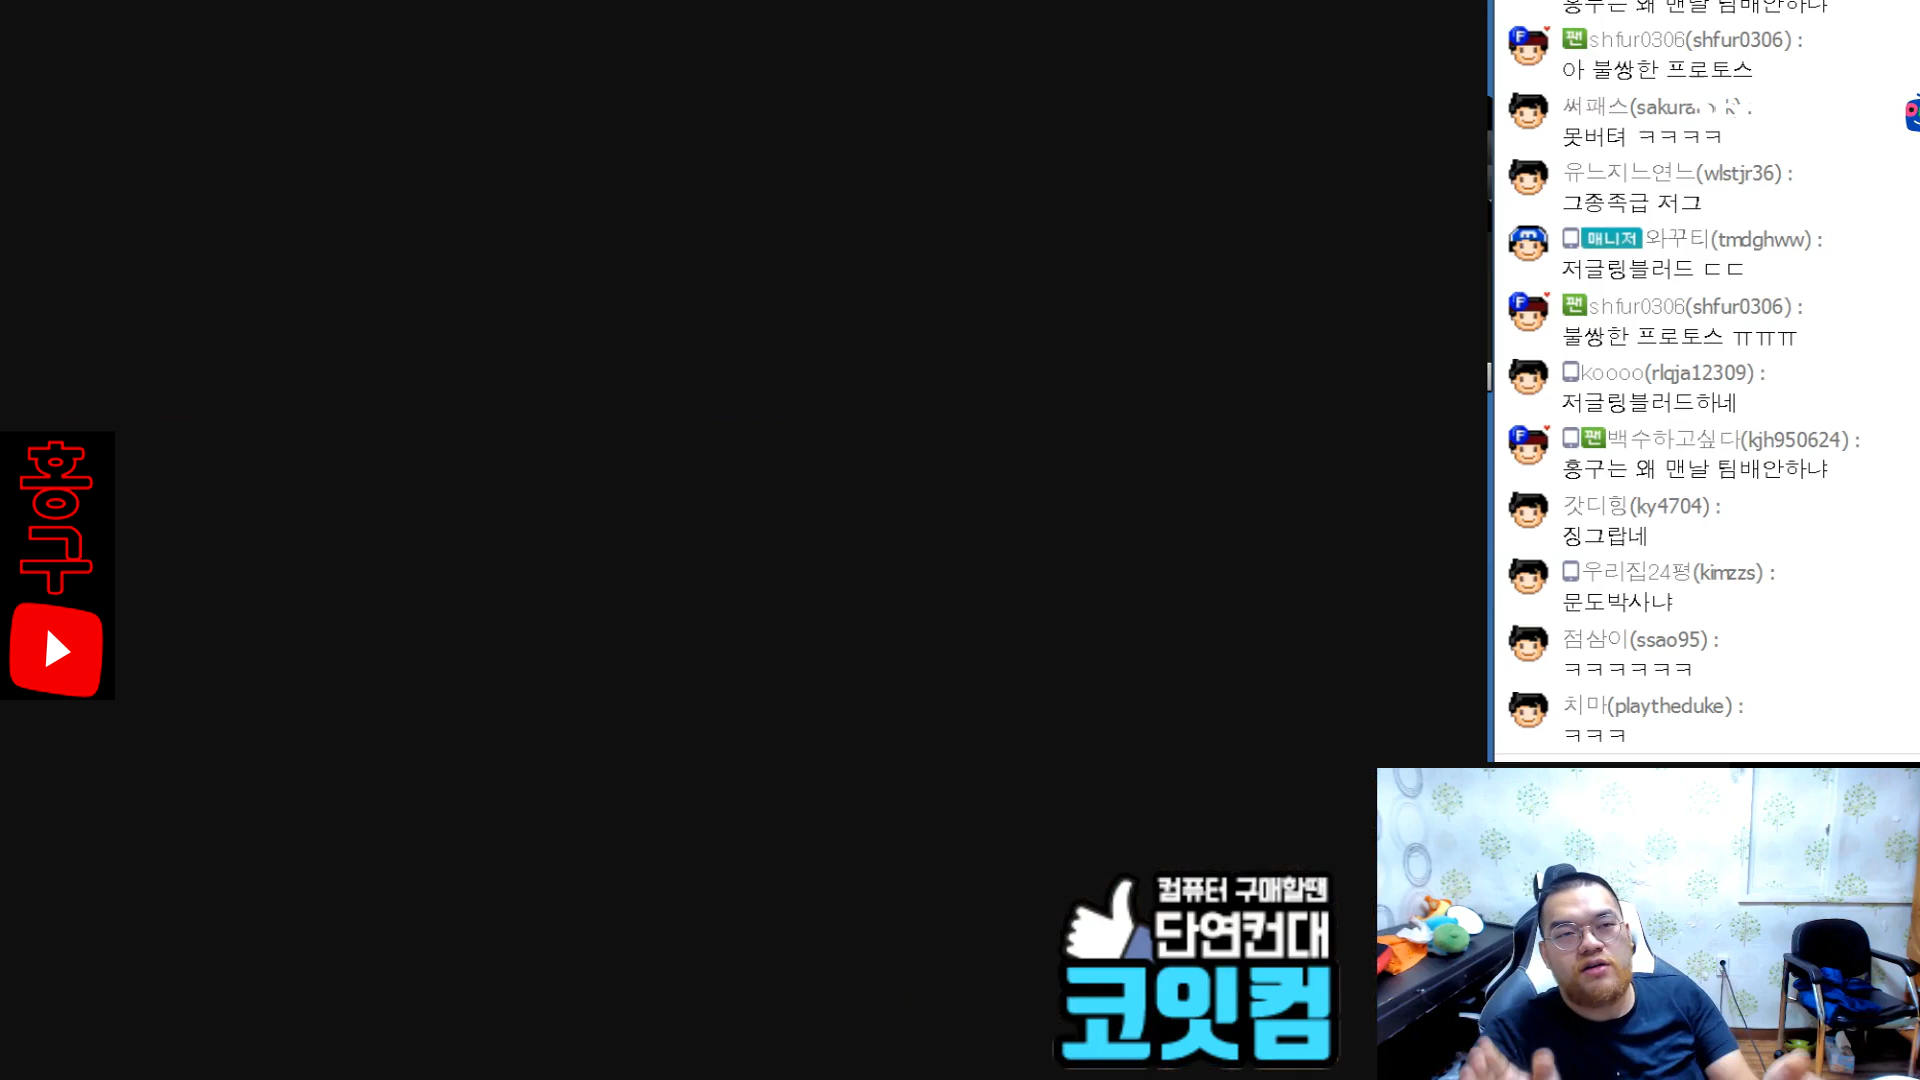 홍구는 왜 맨날 팀배안하냐
팬 shfur0306(shfur0306) :
아 불쌍한 프로토스
써패스
못버텨 ㅋㅋㅋㅋ
유느지느연느(wlstjr36) :
그종족급 저그
매니저 와꾸티(tmdghww) :
저글링블러드 ㄷㄷ
팬 shfur0306(shfur0306) :
불쌍한 프로토스 ㅠㅠㅠ
koooo(rlqja12309) :
저글링블러드하네
팬 백수하고싶다(kjh950624) :
홍구는 왜 맨날 팀배안하냐
갓디힝(ky4704) :
징그랍네
우리집24평(kimzzs) :
문도박사냐
점삼이(ssao95) :
ㅋㅋㅋㅋㅋㅋ
치마(playtheduke) :
ㅋㅋㅋ
홍구
컴퓨터 구매할땐
단연컨대
코잇컴